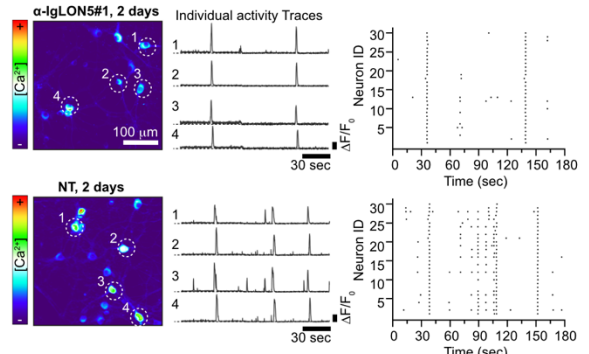 α-IgLON5#1, 2 days
Individual activity Traces
+
[Ca2+]
-
1
2
3
4
100 µm
1
2
3
4
30 sec
ΔF/F0
Neuron ID
30
25
20
15
10
5
0 30 60 90 120 150 180
Time (sec)
NT, 2 days
+
[Ca2+]
-
1
2
3
4
1
2
3
4
30 sec
ΔF/F0
Neuron ID
30
25
20
15
10
5
0 30 60 90 120 150 180
Time (sec)